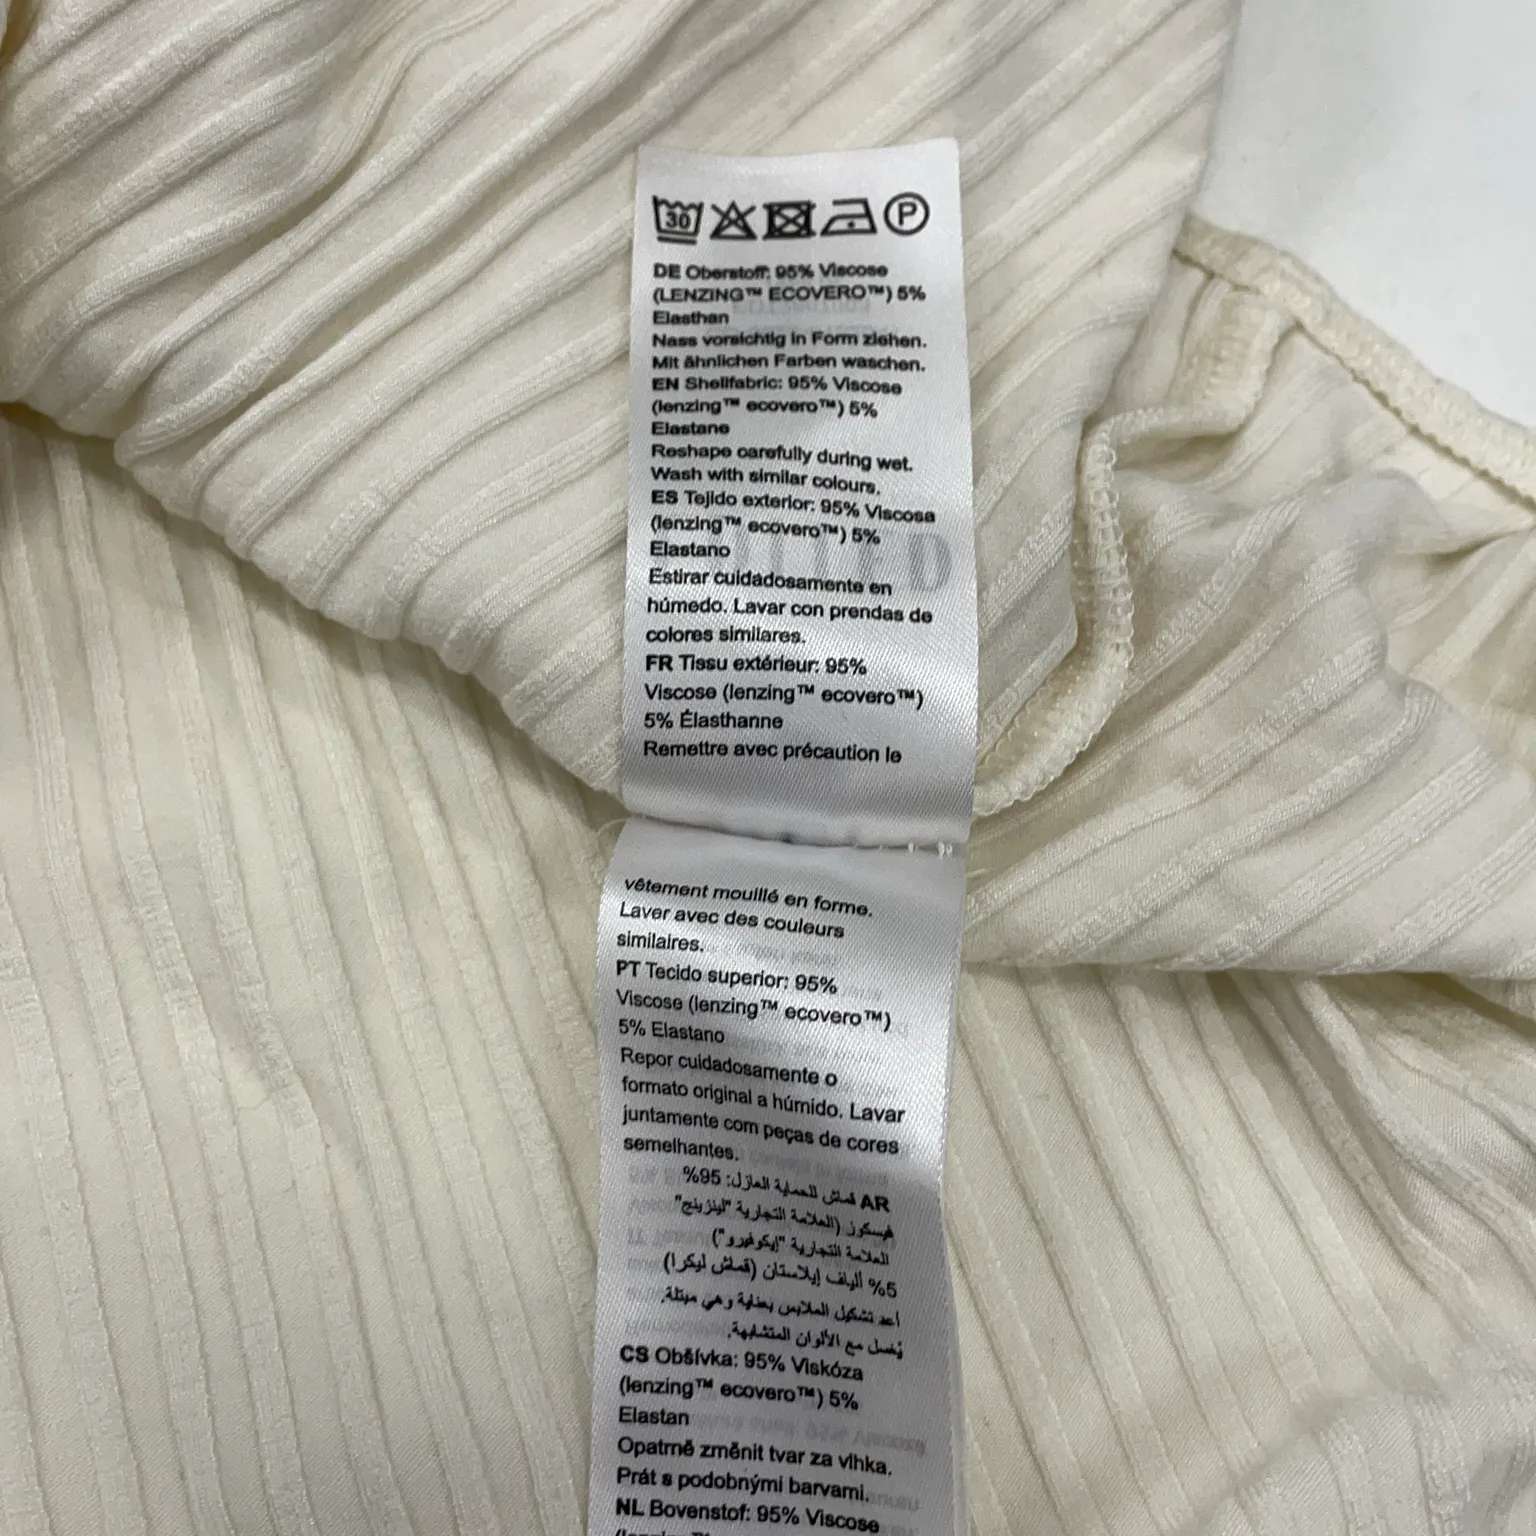 30
P
DE Oberstoff: 95% Viscose
(LENZING™ ECOVERO™) 5%
Elasthan
Nass vorsichtig in Form ziehen.
Mit ähnlichen Farben waschen.
EN Shellfabric: 95% Viscose
(lenzing™ ecovero™) 5%
Elastane
Reshape carefully during wet.
Wash with similar colours.
ES Tejido exterior: 95% Viscosa
(lenzing™ ecovero™) 5%
Elastano
Estirar cuidadosamente en
húmedo. Lavar con prendas de
colores similares.
FR Tissu extérieur: 95%
Viscose (lenzing™ ecovero™)
5% Élasthanne
Remettre avec précaution le
vêtement mouillé en forme.
Laver avec des couleurs
similaires.
PT Tecido superior: 95%
Viscose (lenzing™ ecovero™)
5% Elastano
Repor cuidadosamente o
formato original a húmido. Lavar
juntamente com peças de cores
semelhantes.
AR قماش للحماية العازل: 95%
فيسكوز (العلامة التجارية "لينزينج"
العلامة التجارية "إيكوفيرو")
5% ألياف إيلاستان (قماش ليكرا)
أعد تشكيل الملابس بعناية وهي مبتلة.
يُغسل مع الألوان المتشابهة.
CS Obšívka: 95% Viskóza
(lenzing™ ecovero™) 5%
Elastan
Opatrně změnit tvar za vlhka.
Prát s podobnými barvami.
NL Bovenstof: 95% Viscose